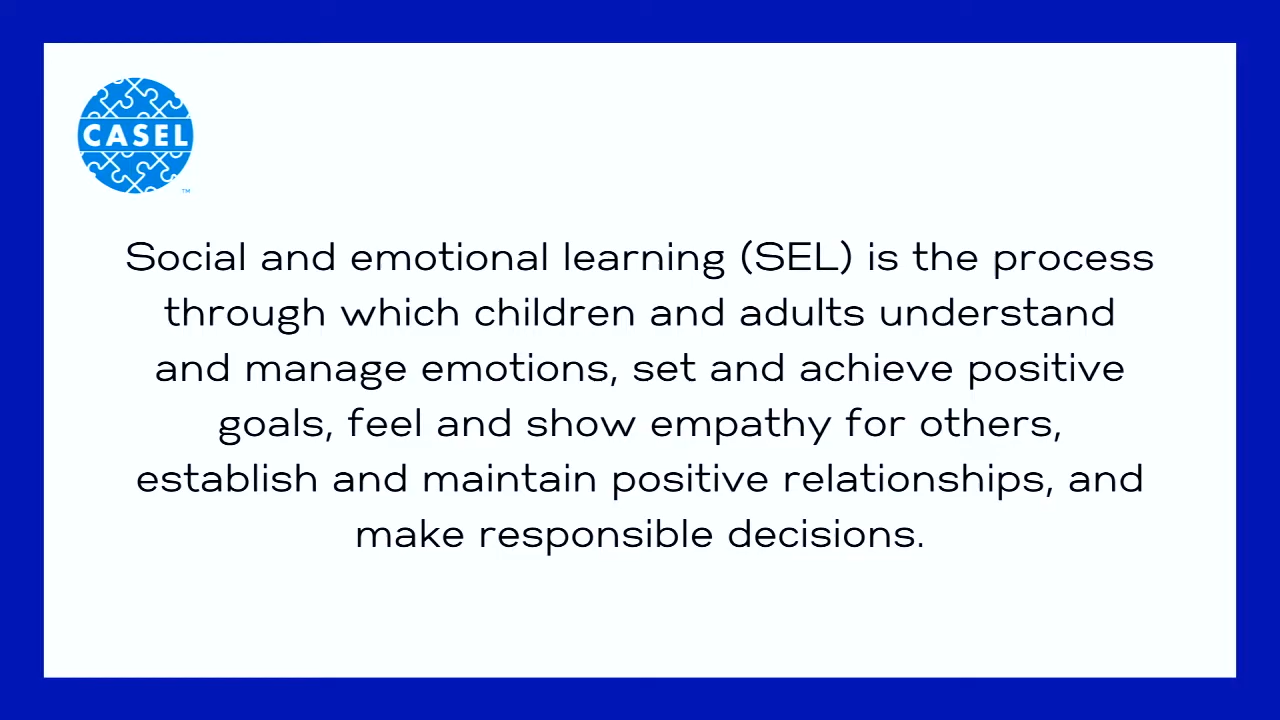 CASEL
™
Social and emotional learning (SEL) is the process
through which children and adults understand
and manage emotions, set and achieve positive
goals, feel and show empathy for others,
establish and maintain positive relationships, and
make responsible decisions.